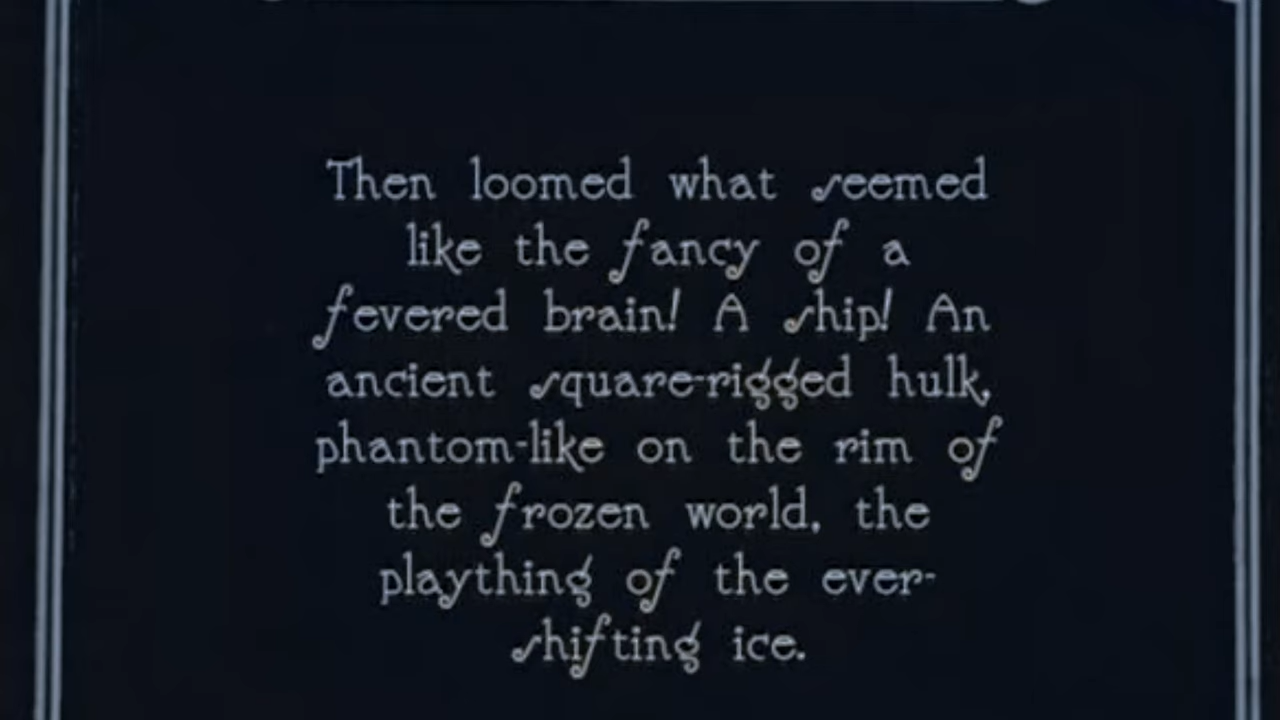 Then loomed what seemed
like the fancy of a
fevered brain! A ship! An
ancient square-rigged hulk,
phantom-like on the rim of
the frozen world, the
plaything of the ever-
shifting ice.